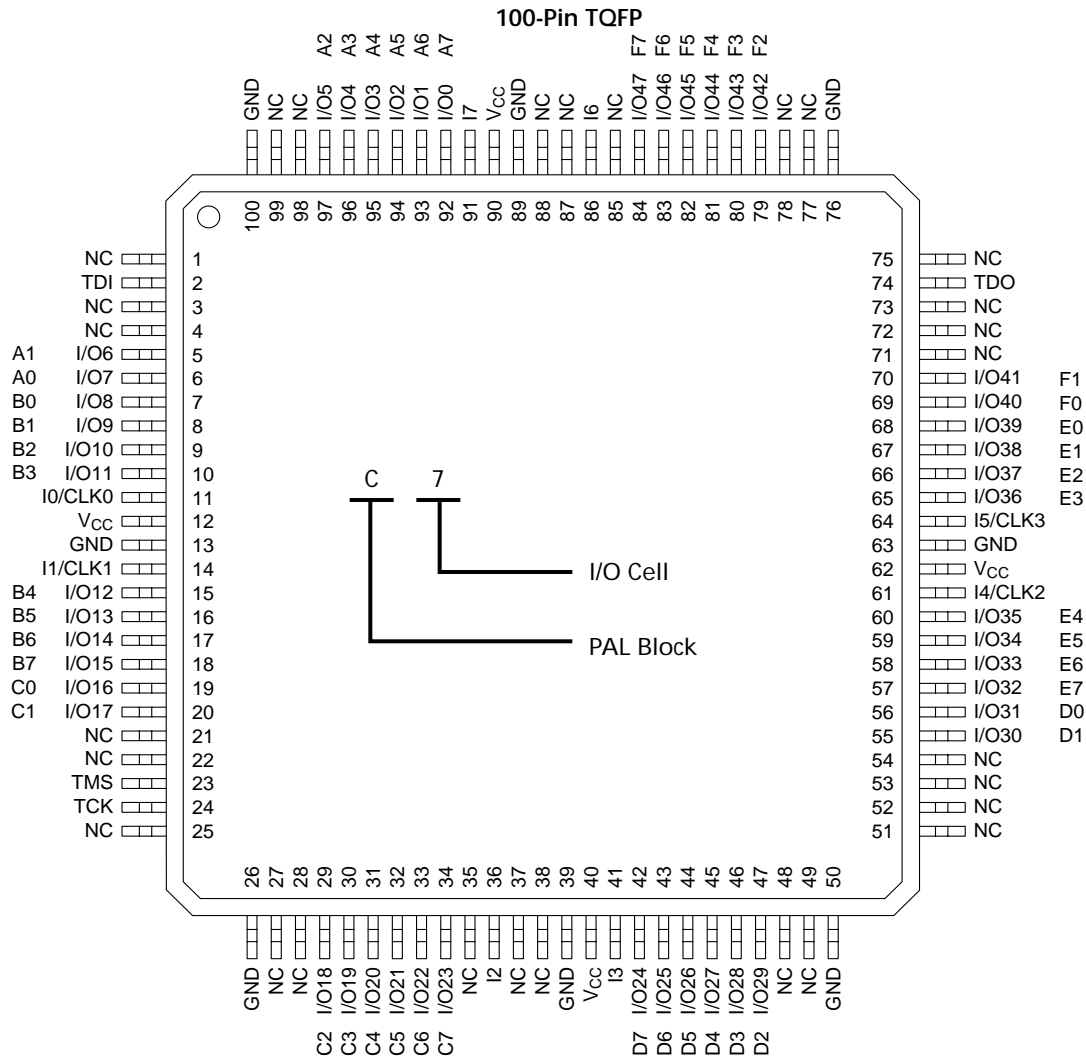 100-Pin TQFP
A2 A3 A4 A5 A6 A7 F7 F6 F5 F4 F3 F2
GND NC NC I/O5 I/O4 I/O3 I/O2 I/O1 I/O0 I7 VCC GND NC NC I6 NC I/O47 I/O46 I/O45 I/O44 I/O43 I/O42 NC NC GND
100 99 98 97 96 95 94 93 92 91 90 89 88 87 86 85 84 83 82 81 80 79 78 77 76
NC 1 75 NC
TDI 2 74 TDO
NC 3 73 NC
NC 4 72 NC
A1 I/O6 5 71 NC
A0 I/O7 6 70 I/O41 F1
B0 I/O8 7 69 I/O40 F0
B1 I/O9 8 68 I/O39 E0
B2 I/O10 9 67 I/O38 E1
B3 I/O11 10 66 I/O37 E2
I0/CLK0 11 65 I/O36 E3
VCC 12 64 I5/CLK3
GND 13 63 GND
I1/CLK1 14 62 VCC
B4 I/O12 15 61 I4/CLK2
B5 I/O13 16 60 I/O35 E4
B6 I/O14 17 59 I/O34 E5
B7 I/O15 18 58 I/O33 E6
C0 I/O16 19 57 I/O32 E7
C1 I/O17 20 56 I/O31 D0
NC 21 55 I/O30 D1
NC 22 54 NC
TMS 23 53 NC
TCK 24 52 NC
NC 25 51 NC
C 7
I/O Cell
PAL Block
26 27 28 29 30 31 32 33 34 35 36 37 38 39 40 41 42 43 44 45 46 47 48 49 50
GND NC NC I/O18 I/O19 I/O20 I/O21 I/O22 I/O23 NC I2 NC NC GND VCC I3 I/O24 I/O25 I/O26 I/O27 I/O28 I/O29 NC NC GND
C2 C3 C4 C5 C6 C7 D7 D6 D5 D4 D3 D2